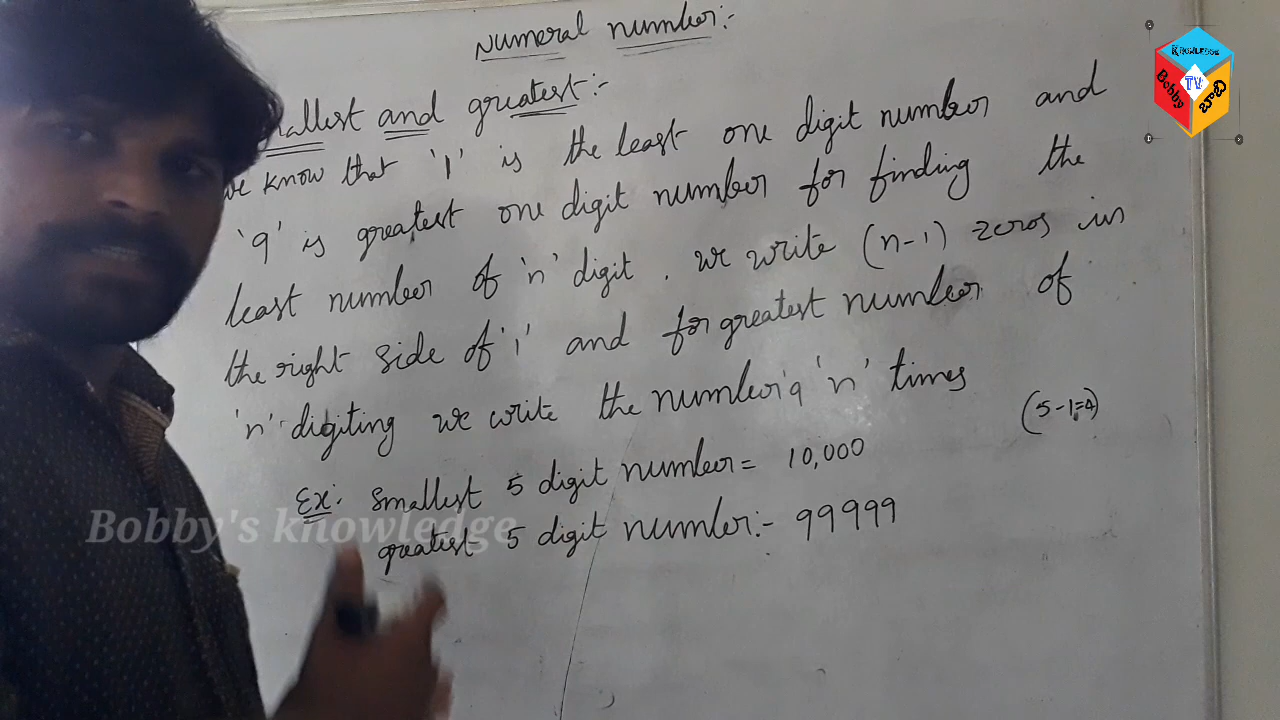 Numeral number:-
mallest and greatest:-
we know that '1' is the least one digit number and
'9' is greatest one digit number for finding the
least number of 'n' digit. we write (n-1) zeros in
the right side of '1' and for greatest number of
'n' digiting we write the number '9 'n' times
(5-1=4)
Ex:- Smallest 5 digit number = 10,000
greatest 5 digit number:- 99999
Bobby's knowledge
KNOWLEDGE
Bobby
TV